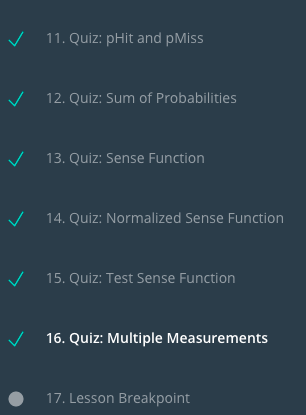 11. Quiz: pHit and pMiss
12. Quiz: Sum of Probabilities
13. Quiz: Sense Function
14. Quiz: Normalized Sense Function
15. Quiz: Test Sense Function
16. Quiz: Multiple Measurements
17. Lesson Breakpoint